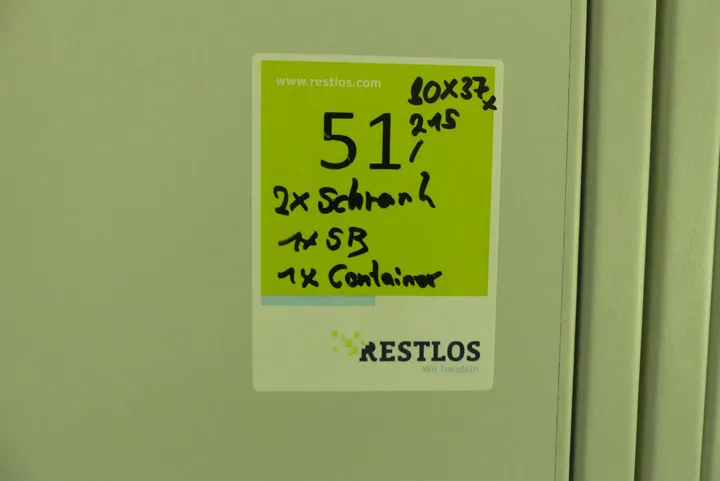 www.restlos.com
80x37x
215
51/
2x Schrank
1x SB
1x Container
RESTLOS
Wir handeln